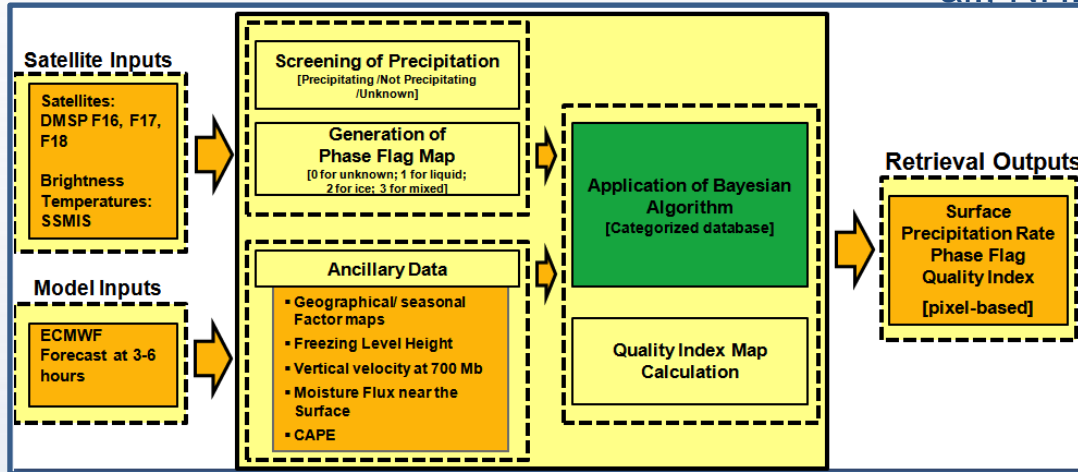 Satellite Inputs
Satellites:
DMSP F16, F17,
F18
Brightness
Temperatures:
SSMIS
Model Inputs
ECMWF
Forecast at 3-6
hours
Screening of Precipitation
[Precipitating /Not Precipitating
/Unknown]
Generation of
Phase Flag Map
[0 for unknown; 1 for liquid;
2 for ice; 3 for mixed]
Ancillary Data
▪ Geographical/ seasonal
Factor maps
▪ Freezing Level Height
▪ Vertical velocity at 700 Mb
▪ Moisture Flux near the
Surface
▪ CAPE
Application of Bayesian
Algorithm
[Categorized database]
Quality Index Map
Calculation
Retrieval Outputs
Surface
Precipitation Rate
Phase Flag
Quality Index
[pixel-based]